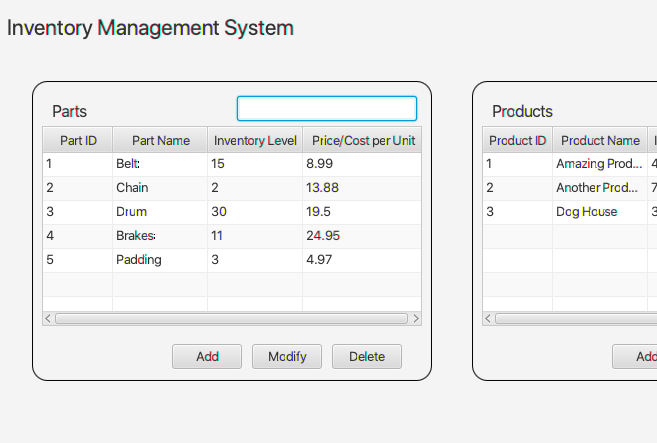 Inventory Management System
Parts
Part ID Part Name Inventory Level Price/Cost per Unit
1 Belt 15 8.99
2 Chain 2 13.88
3 Drum 30 19.5
4 Brakes 11 24.95
5 Padding 3 4.97
Add Modify Delete
Products
Product ID Product Name
1 Amazing Prod... 4
2 Another Prod... 7
3 Dog House 3
Add